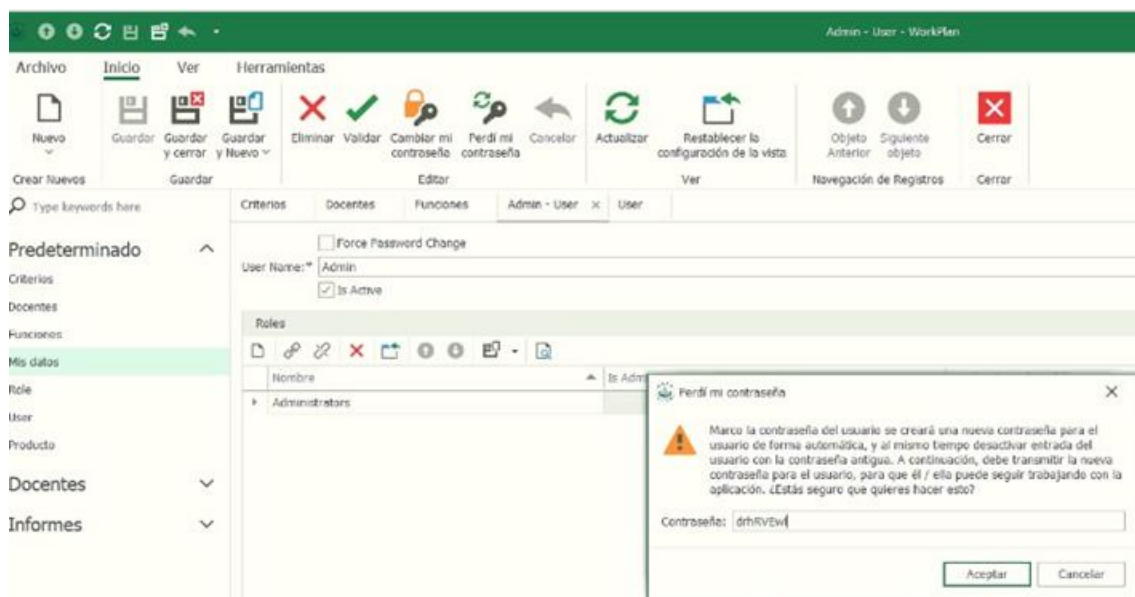 Admin - User - WorkPlan
Archivo Inicio Ver Herramientas
Nuevo
Guardar
Guardar y cerrar
Guardar y Nuevo
Eliminar
Validar
Cambiar mi contraseña
Perdí mi contraseña
Cancelar
Actualizar
Restablecer la configuración de la vista
Objeto Anterior
Siguiente objeto
Cerrar
Crear Nuevos Guardar Editar Ver Navegación de Registros Cerrar
Type keywords here
Criterios Docentes Funciones Admin - User × User
Predeterminado
Criterios
Docentes
Funciones
Mis datos
Role
User
Producto
Docentes
Informes
Force Password Change
User Name:* Admin
Is Active
Roles
Nombre Is Adm
Administrators
Perdí mi contraseña
Marco la contraseña del usuario se creará una nueva contraseña para el
usuario de forma automática, y al mismo tiempo desactivar entrada del
usuario con la contraseña antigua. A continuación, debe transmitir la nueva
contraseña para el usuario, para que él / ella puede seguir trabajando con la
aplicación. ¿Estás seguro que quieres hacer esto?
Contraseña: drhRVEwl
Aceptar Cancelar